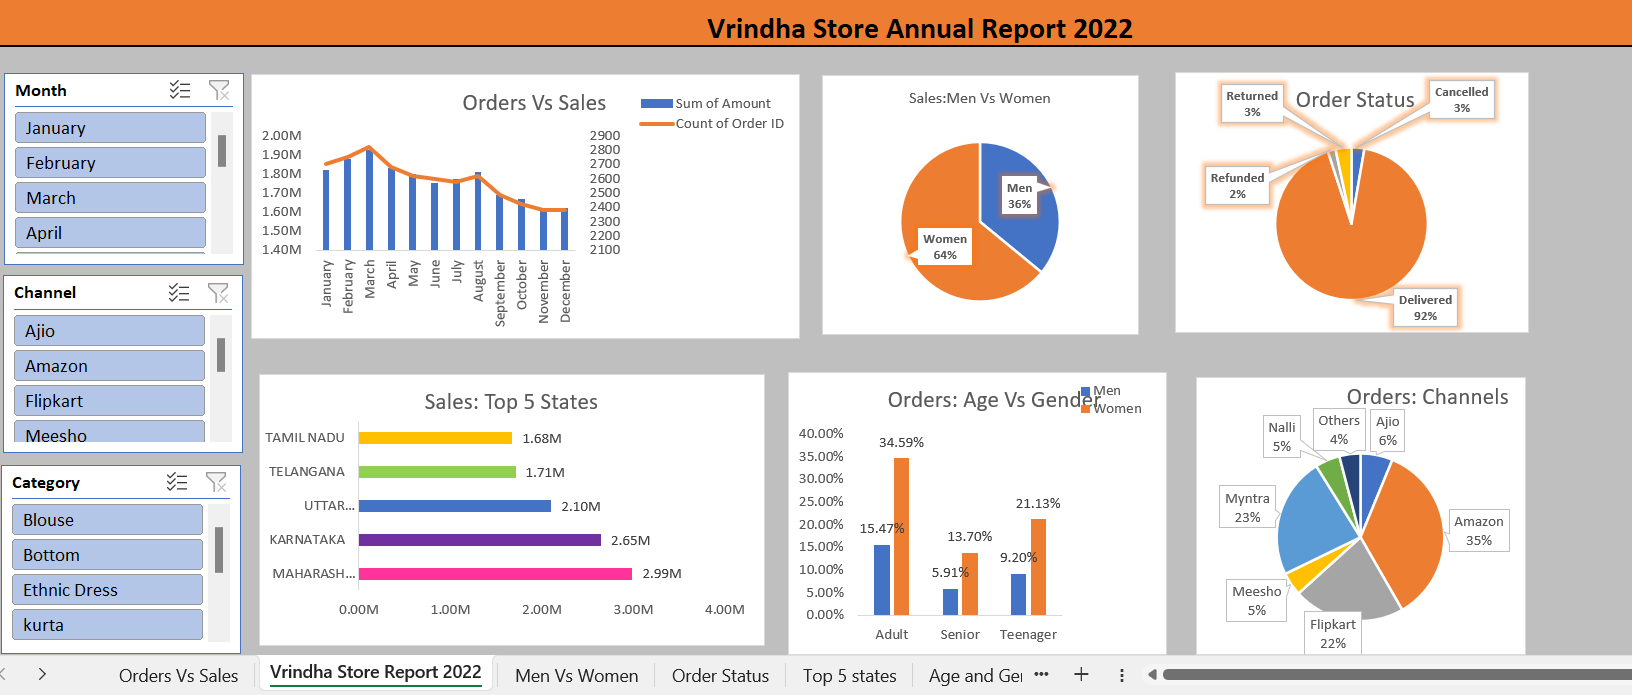 Vrindha Store Annual Report 2022
Month
January
February
March
April
Channel
Ajio
Amazon
Flipkart
Meesho
Category
Blouse
Bottom
Ethnic Dress
kurta
Orders Vs Sales
Sum of Amount
Count of Order ID
2.00M
1.90M
1.80M
1.70M
1.60M
1.50M
1.40M
2900
2800
2700
2600
2500
2400
2300
2200
2100
January
February
March
April
May
June
July
August
September
October
November
December
Sales:Men Vs Women
Men
36%
Women
64%
Order Status
Returned
3%
Cancelled
3%
Refunded
2%
Delivered
92%
Sales: Top 5 States
TAMIL NADU
1.68M
TELANGANA
1.71M
UTTAR...
2.10M
KARNATAKA
2.65M
MAHARASH...
2.99M
0.00M
1.00M
2.00M
3.00M
4.00M
Orders: Age Vs Gender
Men
Women
40.00%
35.00%
30.00%
25.00%
20.00%
15.00%
10.00%
5.00%
0.00%
34.59%
15.47%
13.70%
5.91%
21.13%
9.20%
Adult
Senior
Teenager
Orders: Channels
Nalli
5%
Others
4%
Ajio
6%
Myntra
23%
Amazon
35%
Meesho
5%
Flipkart
22%
Orders Vs Sales
Vrindha Store Report 2022
Men Vs Women
Order Status
Top 5 states
Age and Ge